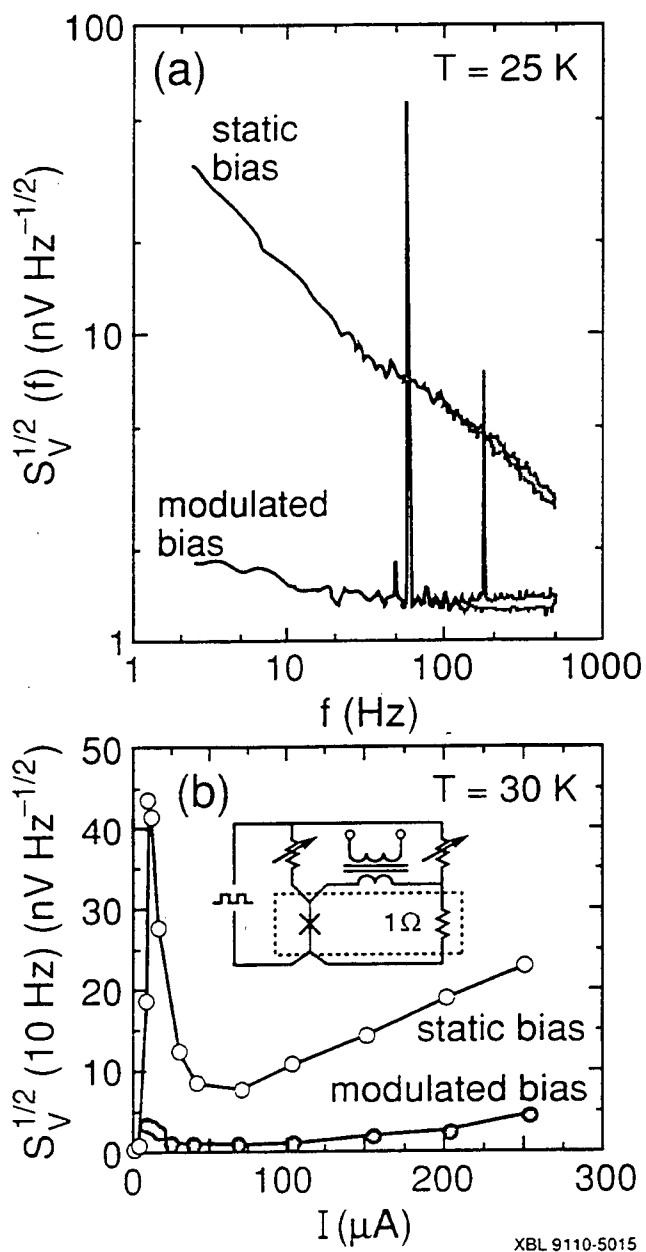 100
(a)
T = 25 K
static
bias
10
modulated
bias
1
S_V^{1/2} (f) (nV Hz^{-1/2})
1
10
100
1000
f (Hz)
50
(b)
T = 30 K
40
30
1Ω
20
static bias
10
modulated bias
0
S_V^{1/2} (10 Hz) (nV Hz^{-1/2})
0
100
200
300
I (μA)
XBL 9110-5015